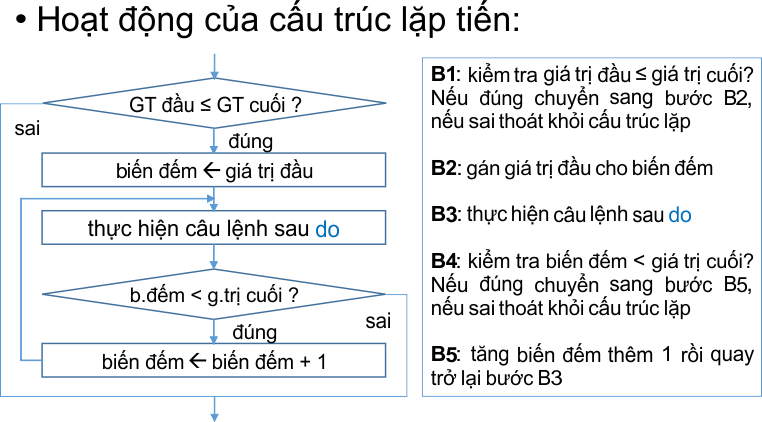 • Hoạt động của cấu trúc lặp tiến:
GT đầu ≤ GT cuối ?
sai
đúng
biến đếm ← giá trị đầu
thực hiện câu lệnh sau do
b.đếm < g.trị cuối ?
sai
đúng
biến đếm ← biến đếm + 1
B1: kiểm tra giá trị đầu ≤ giá trị cuối?
Nếu đúng chuyển sang bước B2,
nếu sai thoát khỏi cấu trúc lặp
B2: gán giá trị đầu cho biến đếm
B3: thực hiện câu lệnh sau do
B4: kiểm tra biến đếm < giá trị cuối?
Nếu đúng chuyển sang bước B5,
nếu sai thoát khỏi cấu trúc lặp
B5: tăng biến đếm thêm 1 rồi quay
trở lại bước B3